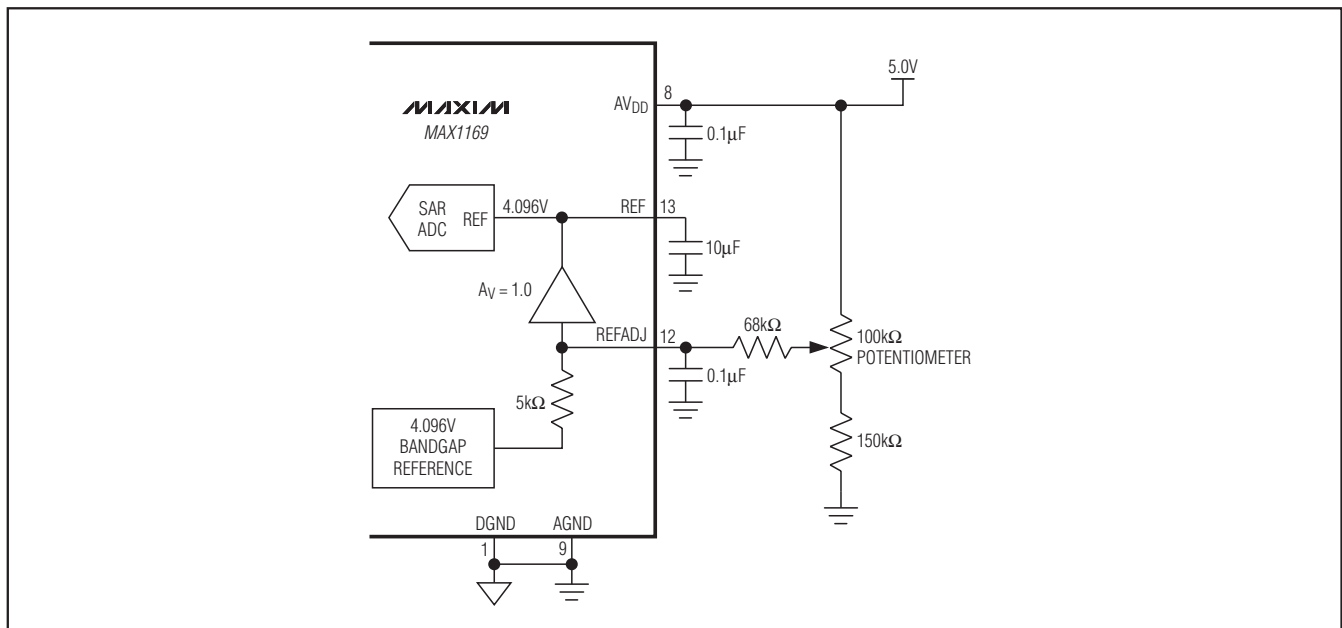 5.0V
8
AVDD
MAXIM
MAX1169
0.1µF
SAR
ADC
REF
4.096V
REF
13
10µF
AV = 1.0
REFADJ
12
68kΩ
100kΩ
POTENTIOMETER
0.1µF
5kΩ
4.096V
BANDGAP
REFERENCE
150kΩ
DGND
AGND
1
9